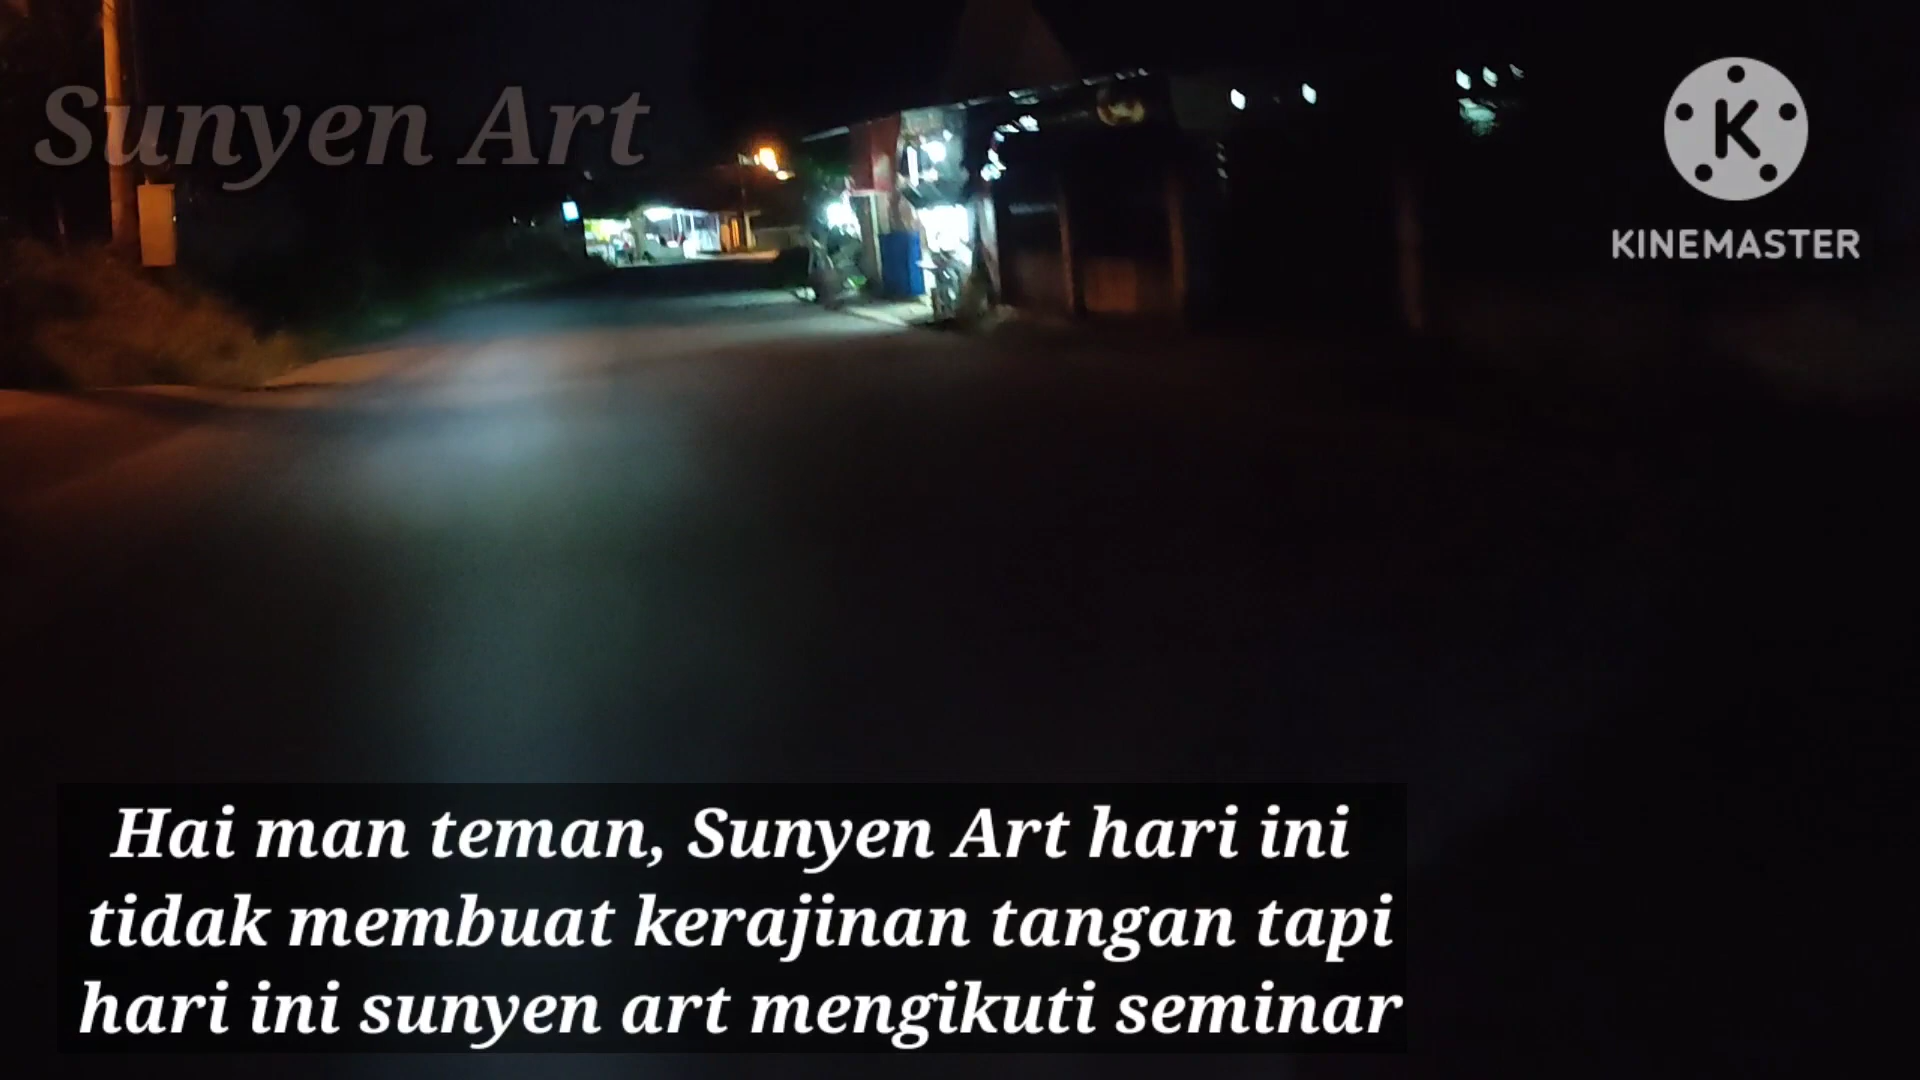 Sunyen Art
K
KINEMASTER
Hai man teman, Sunyen Art hari ini
tidak membuat kerajinan tangan tapi
hari ini sunyen art mengikuti seminar